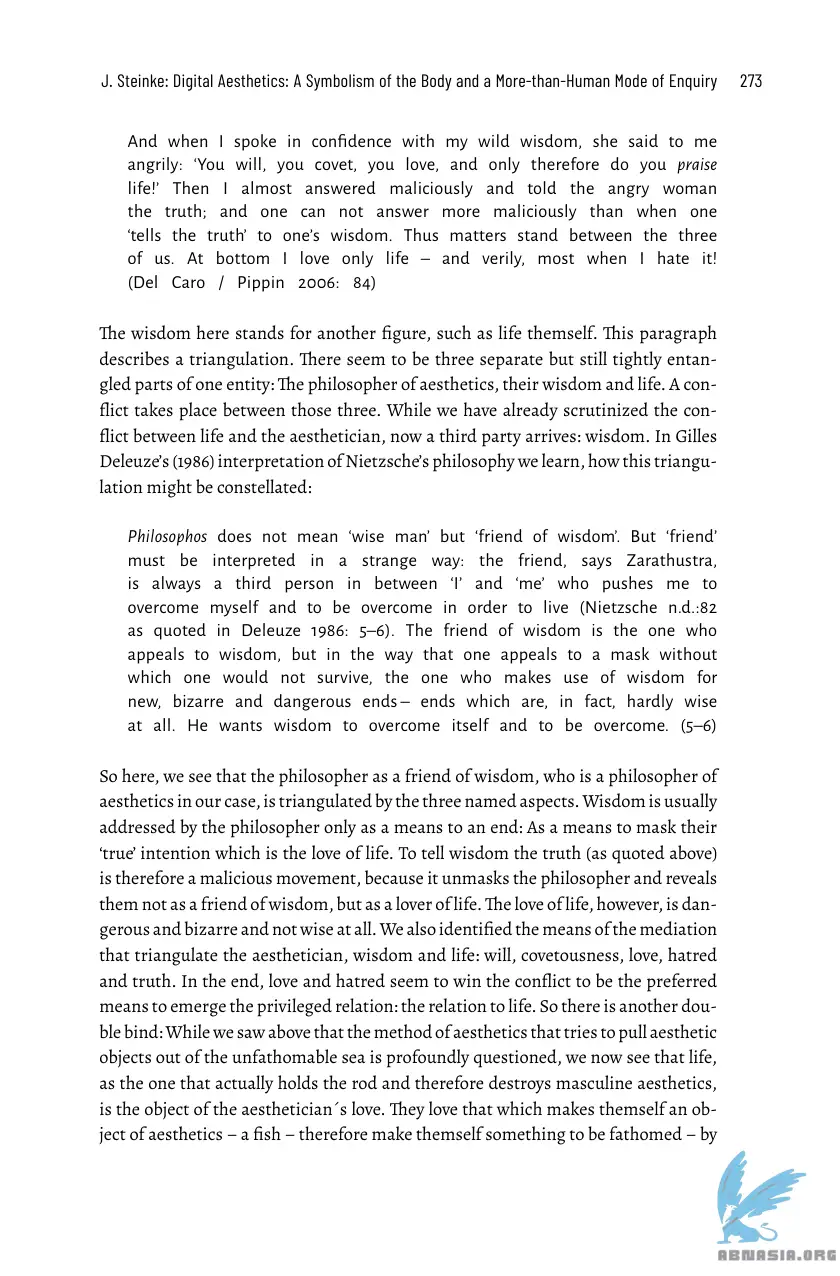 J. Steinke: Digital Aesthetics: A Symbolism of the Body and a More-than-Human Mode of Enquiry 273
And when I spoke in confidence with my wild wisdom, she said to me
angrily: ‘You will, you covet, you love, and only therefore do you praise
life!’ Then I almost answered maliciously and told the angry woman
the truth; and one can not answer more maliciously than when one
‘tells the truth’ to one’s wisdom. Thus matters stand between the three
of us. At bottom I love only life – and verily, most when I hate it!
(Del Caro / Pippin 2006: 84)
The wisdom here stands for another figure, such as life themself. This paragraph
describes a triangulation. There seem to be three separate but still tightly entan-
gled parts of one entity: The philosopher of aesthetics, their wisdom and life. A con-
flict takes place between those three. While we have already scrutinized the con-
flict between life and the aesthetician, now a third party arrives: wisdom. In Gilles
Deleuze’s (1986) interpretation of Nietzsche’s philosophy we learn, how this triangu-
lation might be constellated:
Philosophos does not mean ‘wise man’ but ‘friend of wisdom’. But ‘friend’
must be interpreted in a strange way: the friend, says Zarathustra,
is always a third person in between ‘I’ and ‘me’ who pushes me to
overcome myself and to be overcome in order to live (Nietzsche n.d.:82
as quoted in Deleuze 1986: 5–6). The friend of wisdom is the one who
appeals to wisdom, but in the way that one appeals to a mask without
which one would not survive, the one who makes use of wisdom for
new, bizarre and dangerous ends – ends which are, in fact, hardly wise
at all. He wants wisdom to overcome itself and to be overcome. (5–6)
So here, we see that the philosopher as a friend of wisdom, who is a philosopher of
aesthetics in our case, is triangulated by the three named aspects. Wisdom is usually
addressed by the philosopher only as a means to an end: As a means to mask their
‘true’ intention which is the love of life. To tell wisdom the truth (as quoted above)
is therefore a malicious movement, because it unmasks the philosopher and reveals
them not as a friend of wisdom, but as a lover of life. The love of life, however, is dan-
gerous and bizarre and not wise at all. We also identified the means of the mediation
that triangulate the aesthetician, wisdom and life: will, covetousness, love, hatred
and truth. In the end, love and hatred seem to win the conflict to be the preferred
means to emerge the privileged relation: the relation to life. So there is another dou-
ble bind: While we saw above that the method of aesthetics that tries to pull aesthetic
objects out of the unfathomable sea is profoundly questioned, we now see that life,
as the one that actually holds the rod and therefore destroys masculine aesthetics,
is the object of the aesthetician´s love. They love that which makes themself an ob-
ject of aesthetics – a fish – therefore make themself something to be fathomed – by
ABNASIA.ORG